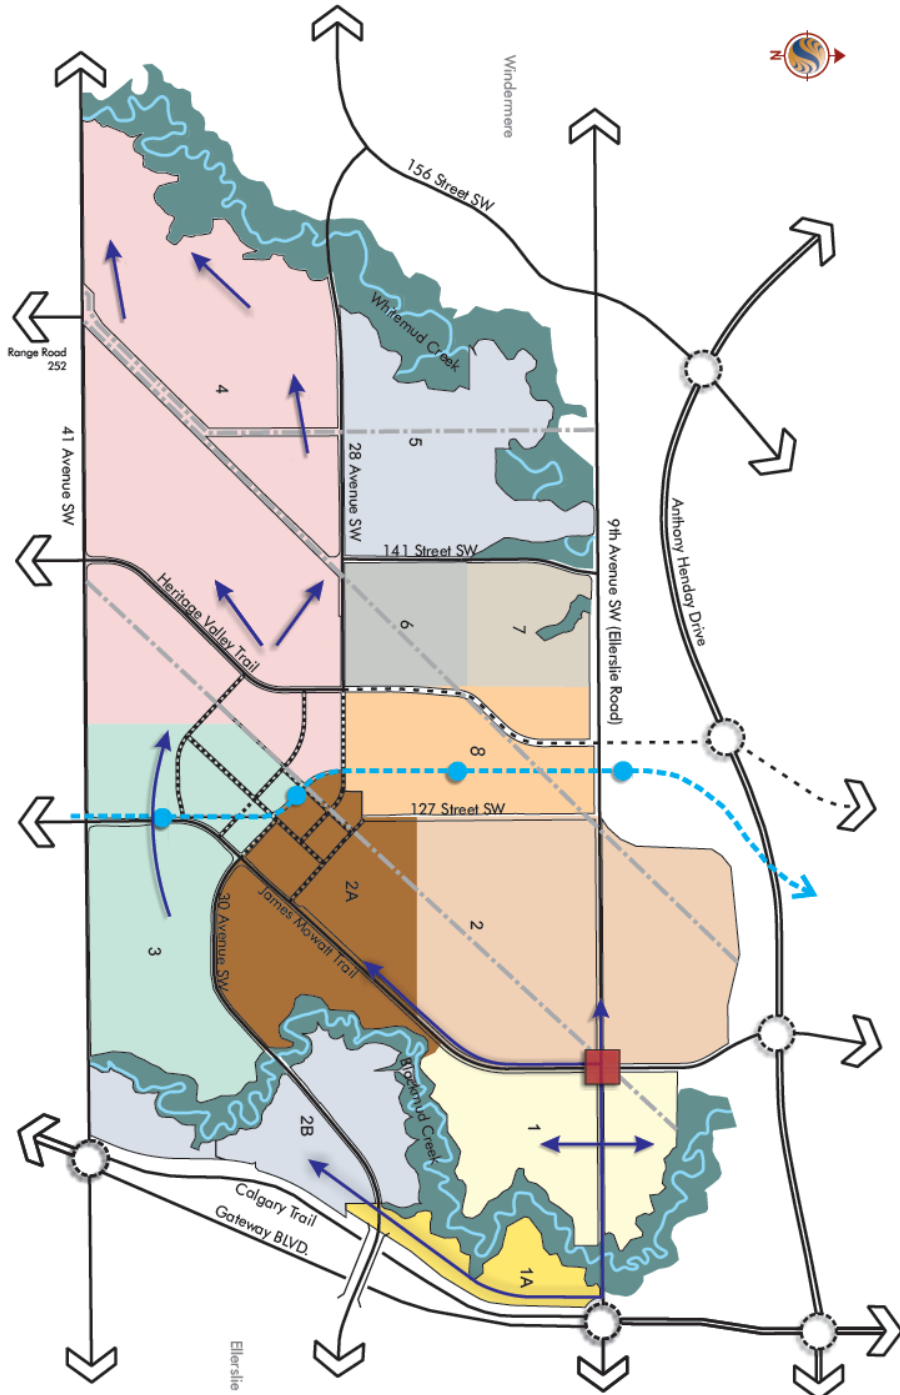 N
Windermere
156 Street SW
Whitemud Creek
Range Road
252
4
41 Avenue SW
28 Avenue SW
5
9th Avenue SW (Ellerslie Road)
Anthony Henday Drive
141 Street SW
Heritage Valley Trail
6
7
8
127 Street SW
2A
2
James Mowatt Trail
30 Avenue SW
3
Blackmud Creek
2B
1
Calgary Trail
Gateway BLVD.
1A
Ellerslie